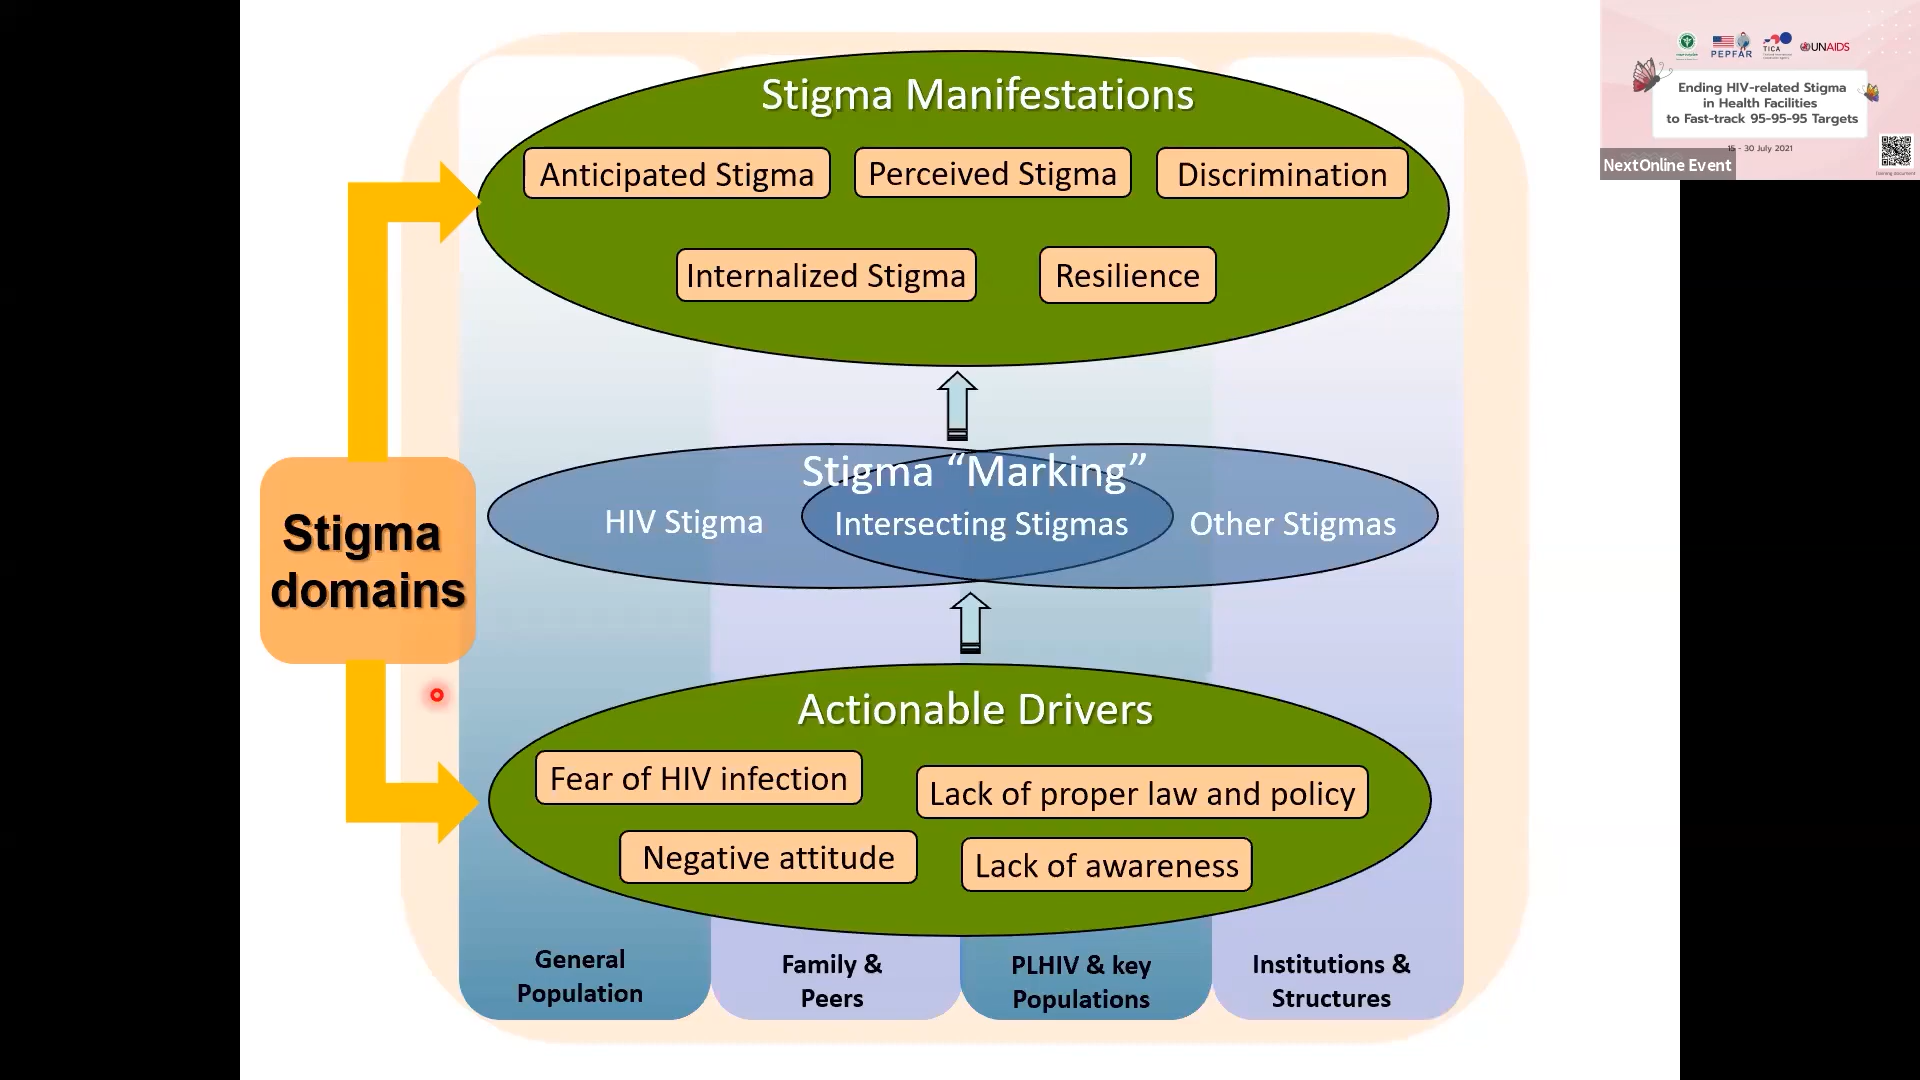 Stigma Manifestations
Anticipated Stigma
Perceived Stigma
Discrimination
Internalized Stigma
Resilience
Stigma “Marking”
HIV Stigma
Intersecting Stigmas
Other Stigmas
Stigma
domains
Actionable Drivers
Fear of HIV infection
Lack of proper law and policy
Negative attitude
Lack of awareness
General
Population
Family &
Peers
PLHIV & key
Populations
Institutions &
Structures
PEPFAR
TICA
UNAIDS
Ending HIV-related Stigma
in Health Facilities
to Fast-track 95-95-95 Targets
15 - 30 July 2021
NextOnline Event